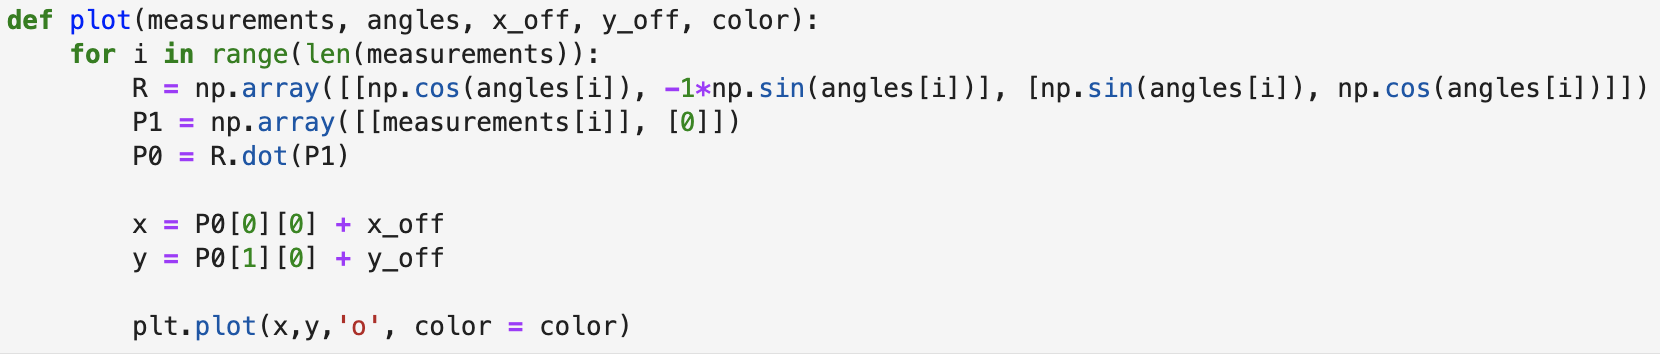 def plot(measurements, angles, x_off, y_off, color):
    for i in range(len(measurements)):
        R = np.array([[np.cos(angles[i]), -1*np.sin(angles[i])], [np.sin(angles[i]), np.cos(angles[i])]])
        P1 = np.array([[measurements[i]], [0]])
        P0 = R.dot(P1)

        x = P0[0][0] + x_off
        y = P0[1][0] + y_off

        plt.plot(x,y,'o', color = color)